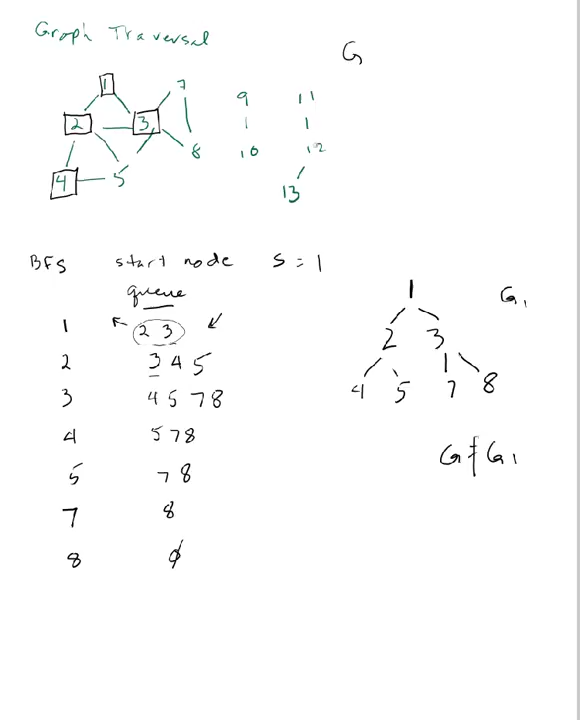 Graph Traversal
G
1 7 9 11
2 3 1 1
4 5 8 10 12
13
BFS start node S = 1
queue
1 2 3
2 3 4 5
3 4 5 7 8
4 5 7 8
5 7 8
7 8
8 ϕ
1 G1
2 3
4 5 7 8
G ≠ G1